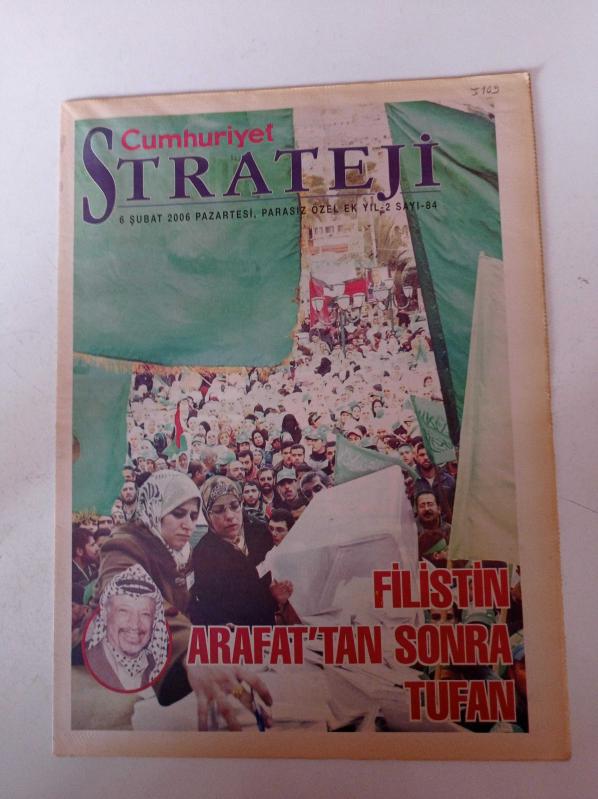 5109
Cumhuriyet
STRATEJİ
6 ŞUBAT 2006 PAZARTESİ, PARASIZ ÖZEL EK YIL-2 SAYI-84
FİLİSTİN
ARAFAT'TAN SONRA
TUFAN